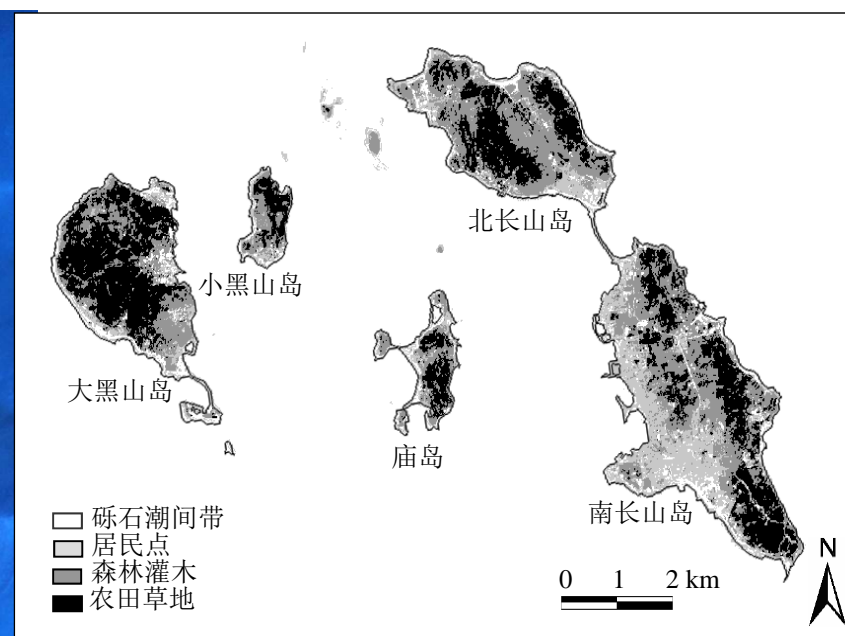 北长山岛
小黑山岛
大黑山岛
庙岛
南长山岛
砾石潮间带
居民点
森林灌木
农田草地
0 1 2 km
N